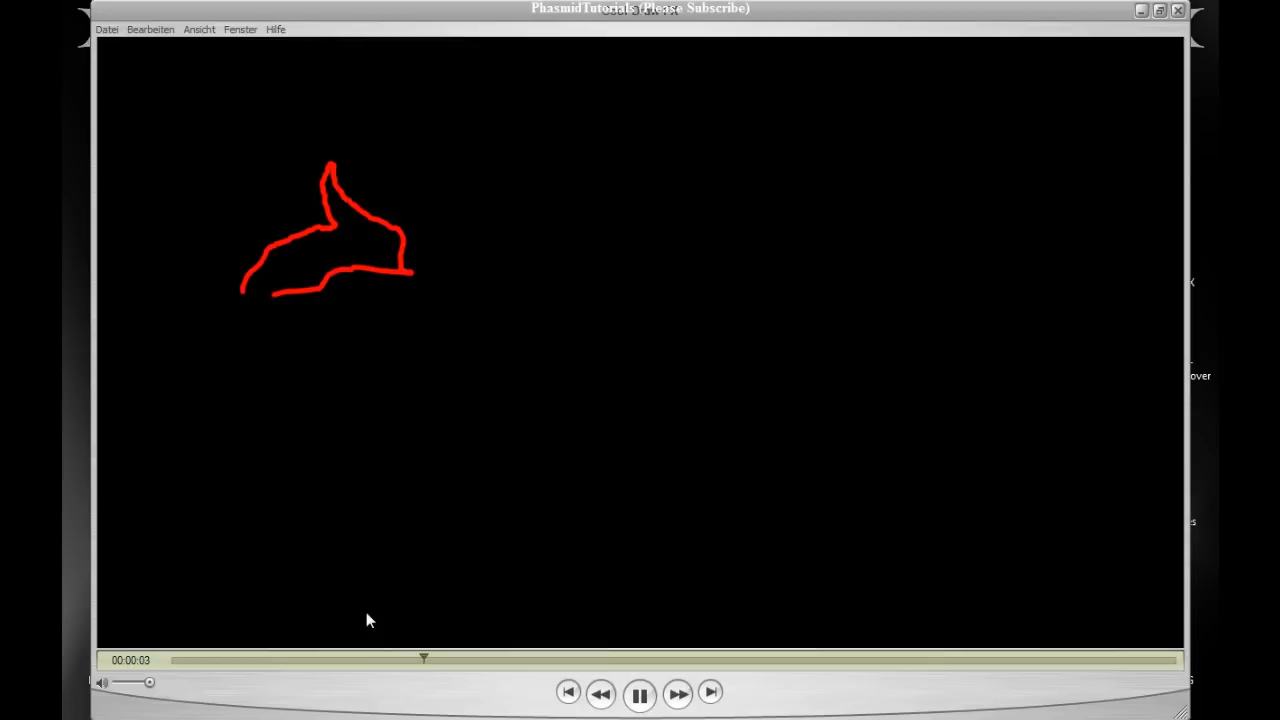 PhasmidTutorials (Please Subscribe)
Datei Bearbeiten Ansicht Fenster Hilfe
over
00:00:03